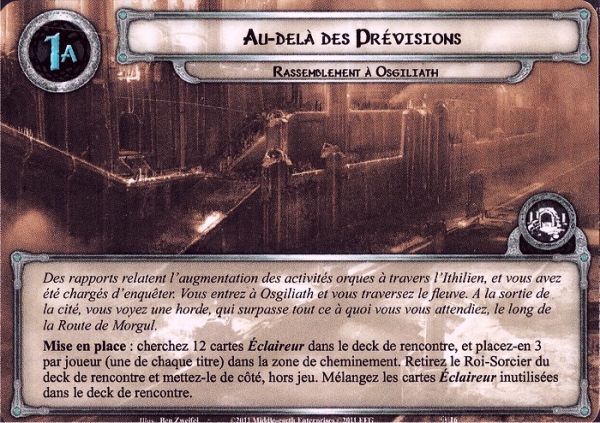 1A
AU-DELÀ DES PRÉVISIONS
RASSEMBLEMENT À OSGILIATH
Des rapports relatent l'augmentation des activités orques à travers l'Ithilien, et vous avez
été chargés d'enquêter. Vous entrez à Osgiliath et vous traversez le fleuve. A la sortie de
la cité, vous voyez une horde, qui surpasse tout ce à quoi vous vous attendiez, le long de
la Route de Morgul.
Mise en place : cherchez 12 cartes Éclaireur dans le deck de rencontre, et placez-en 3
par joueur (une de chaque titre) dans la zone de cheminement. Retirez le Roi-Sorcier du
deck de rencontre et mettez-le de côté, hors jeu. Mélangez les cartes Éclaireur inutilisées
dans le deck de rencontre.
Illus. Ben Zweifel ©2011 Middle-earth Enterprises ©2011 FFG